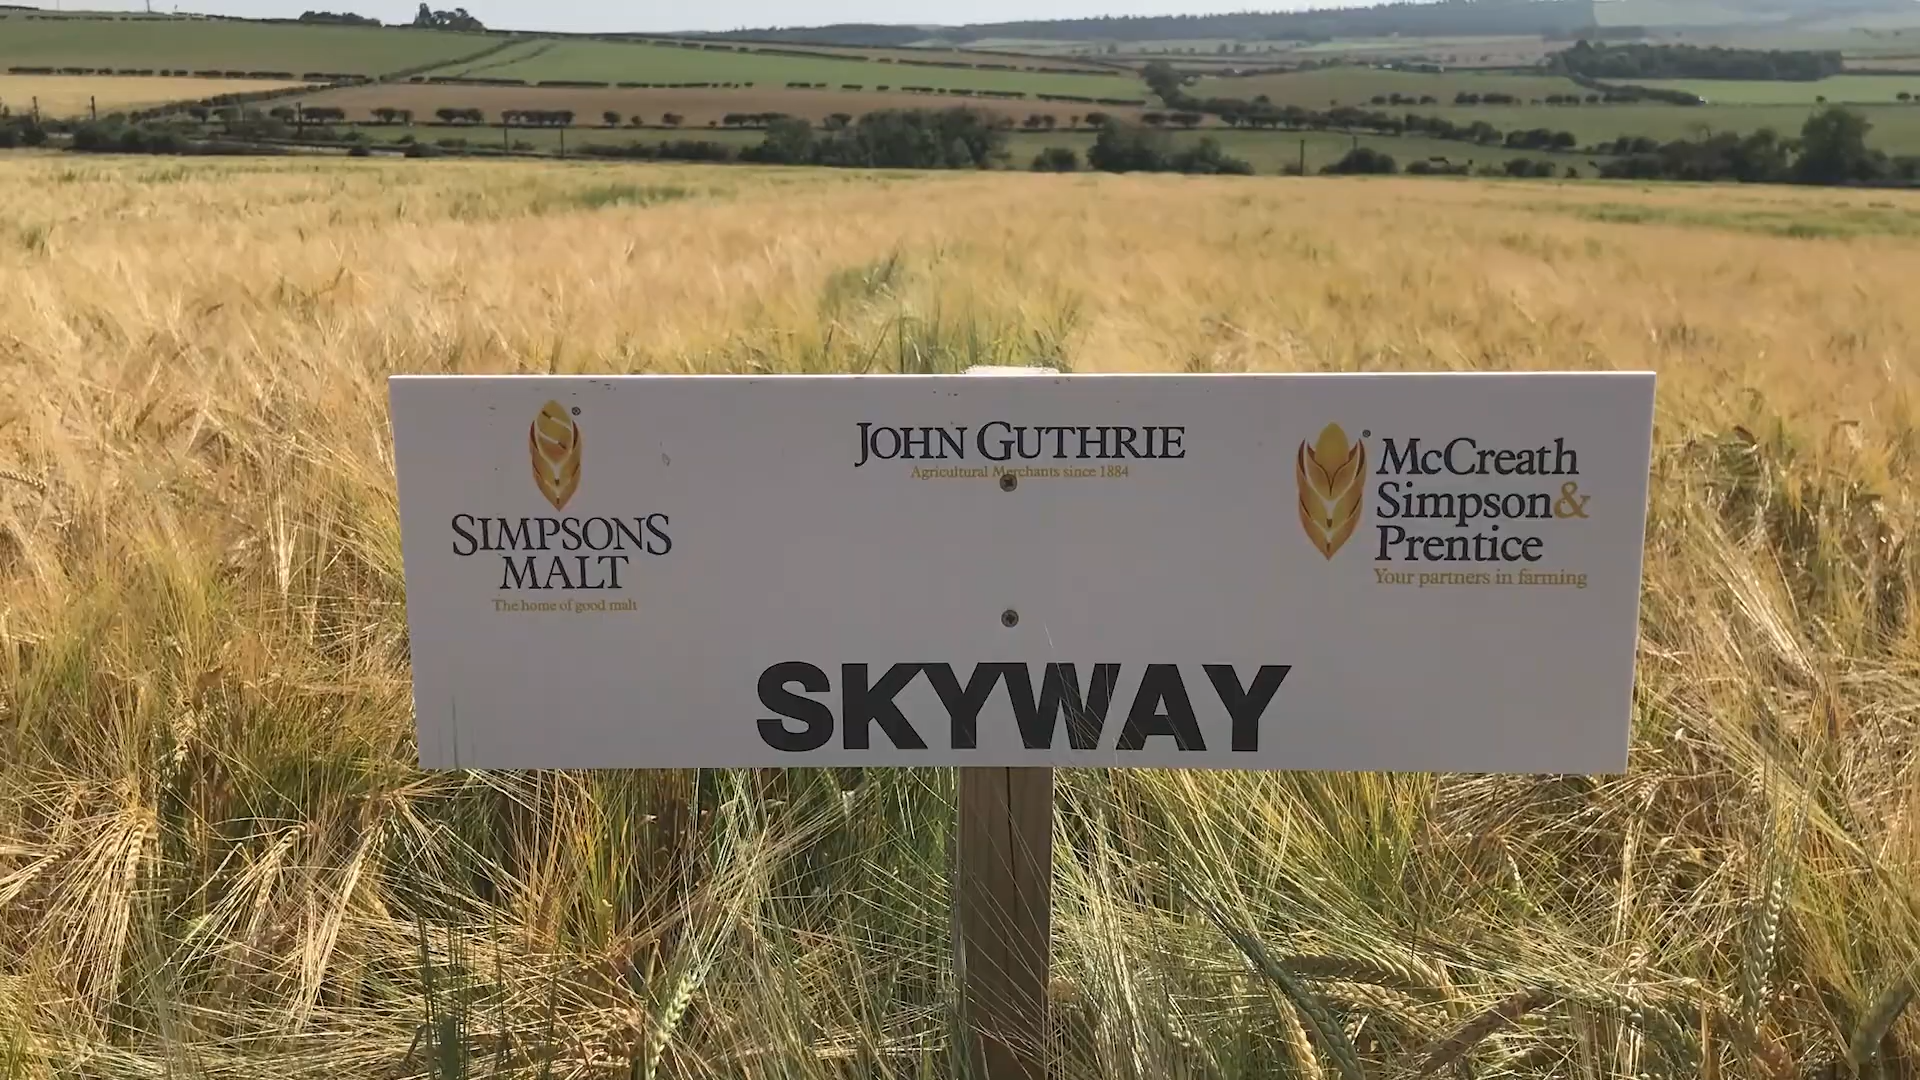 SIMPSONS
MALT
The home of good malt
JOHN GUTHRIE
Agricultural Merchants since 1884
McCreath
Simpson&
Prentice
Your partners in farming
SKYWAY